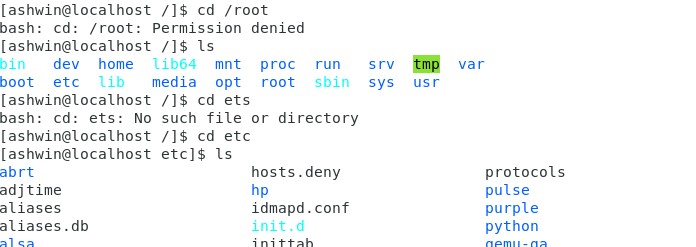 [ashwin@localhost /]$ cd /root
bash: cd: /root: Permission denied
[ashwin@localhost /]$ ls
bin   dev  home  lib64  mnt  proc  run   srv  tmp  var
boot  etc  lib   media  opt  root  sbin  sys  usr
[ashwin@localhost /]$ cd ets
bash: cd: ets: No such file or directory
[ashwin@localhost /]$ cd etc
[ashwin@localhost etc]$ ls
abrt                        hosts.deny                protocols
adjtime                     hp                        pulse
aliases                     idmapd.conf               purple
aliases.db                  init.d                    python
alsa                        inittab                   qemu-ga